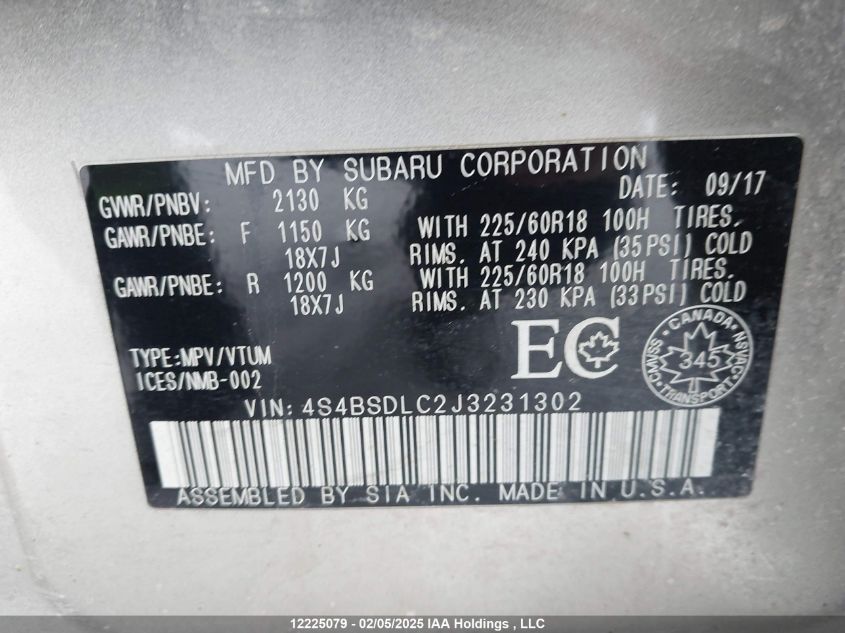 MFD BY SUBARU CORPORATION
GVWR/PNBV: 2130 KG DATE: 09/17
GAWR/PNBE: F 1150 KG WITH 225/60R18 100H TIRES.
18X7J RIMS. AT 240 KPA (35PSI) COLD
GAWR/PNBE: R 1200 KG WITH 225/60R18 100H TIRES.
18X7J RIMS. AT 230 KPA (33PSI) COLD
TYPE:MPV/VTUM
ICES/NMB-002
EC
CANADA
CMVSS 345 NSVAC
TRANSPORT
VIN: 4S4BSDLC2J3231302
ASSEMBLED BY SIA INC. MADE IN U.S.A.
12225079 - 02/05/2025 IAA Holdings , LLC